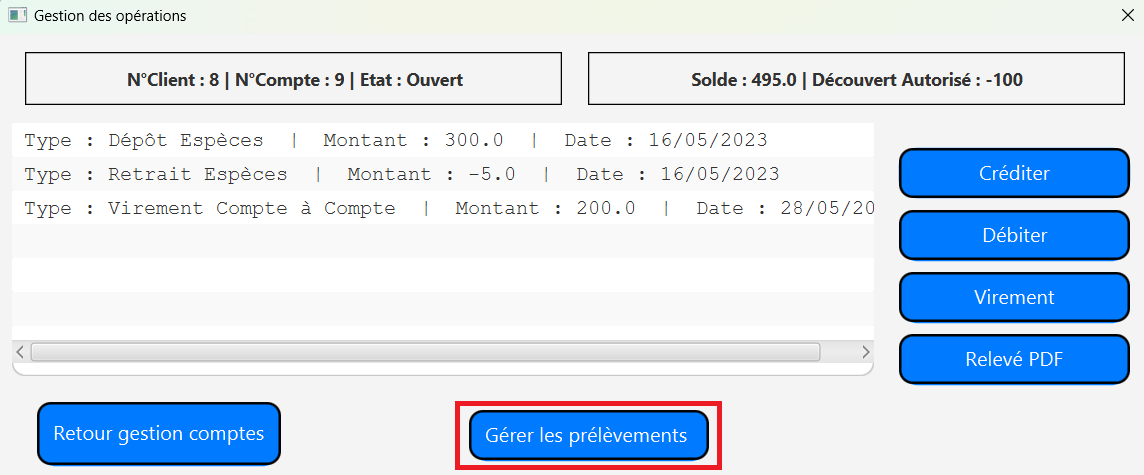 Gestion des opérations
N°Client : 8 | N°Compte : 9 | Etat : Ouvert
Solde : 495.0 | Découvert Autorisé : -100
Type : Dépôt Espèces | Montant : 300.0 | Date : 16/05/2023
Type : Retrait Espèces | Montant : -5.0 | Date : 16/05/2023
Type : Virement Compte à Compte | Montant : 200.0 | Date : 28/05/20
Créditer
Débiter
Virement
Relevé PDF
Retour gestion comptes
Gérer les prélèvements